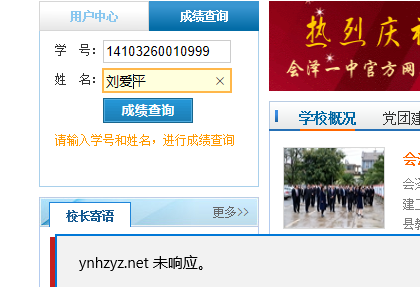 用户中心 成绩查询
学 号： 14103260010999
姓 名： 刘爱平
成绩查询
请输入学号和姓名，进行成绩查询
校长寄语 更多>>
热烈庆
会泽一中官方网
学校概况 党团建
会
会泽
建工
县教
ynhzyz.net 未响应。